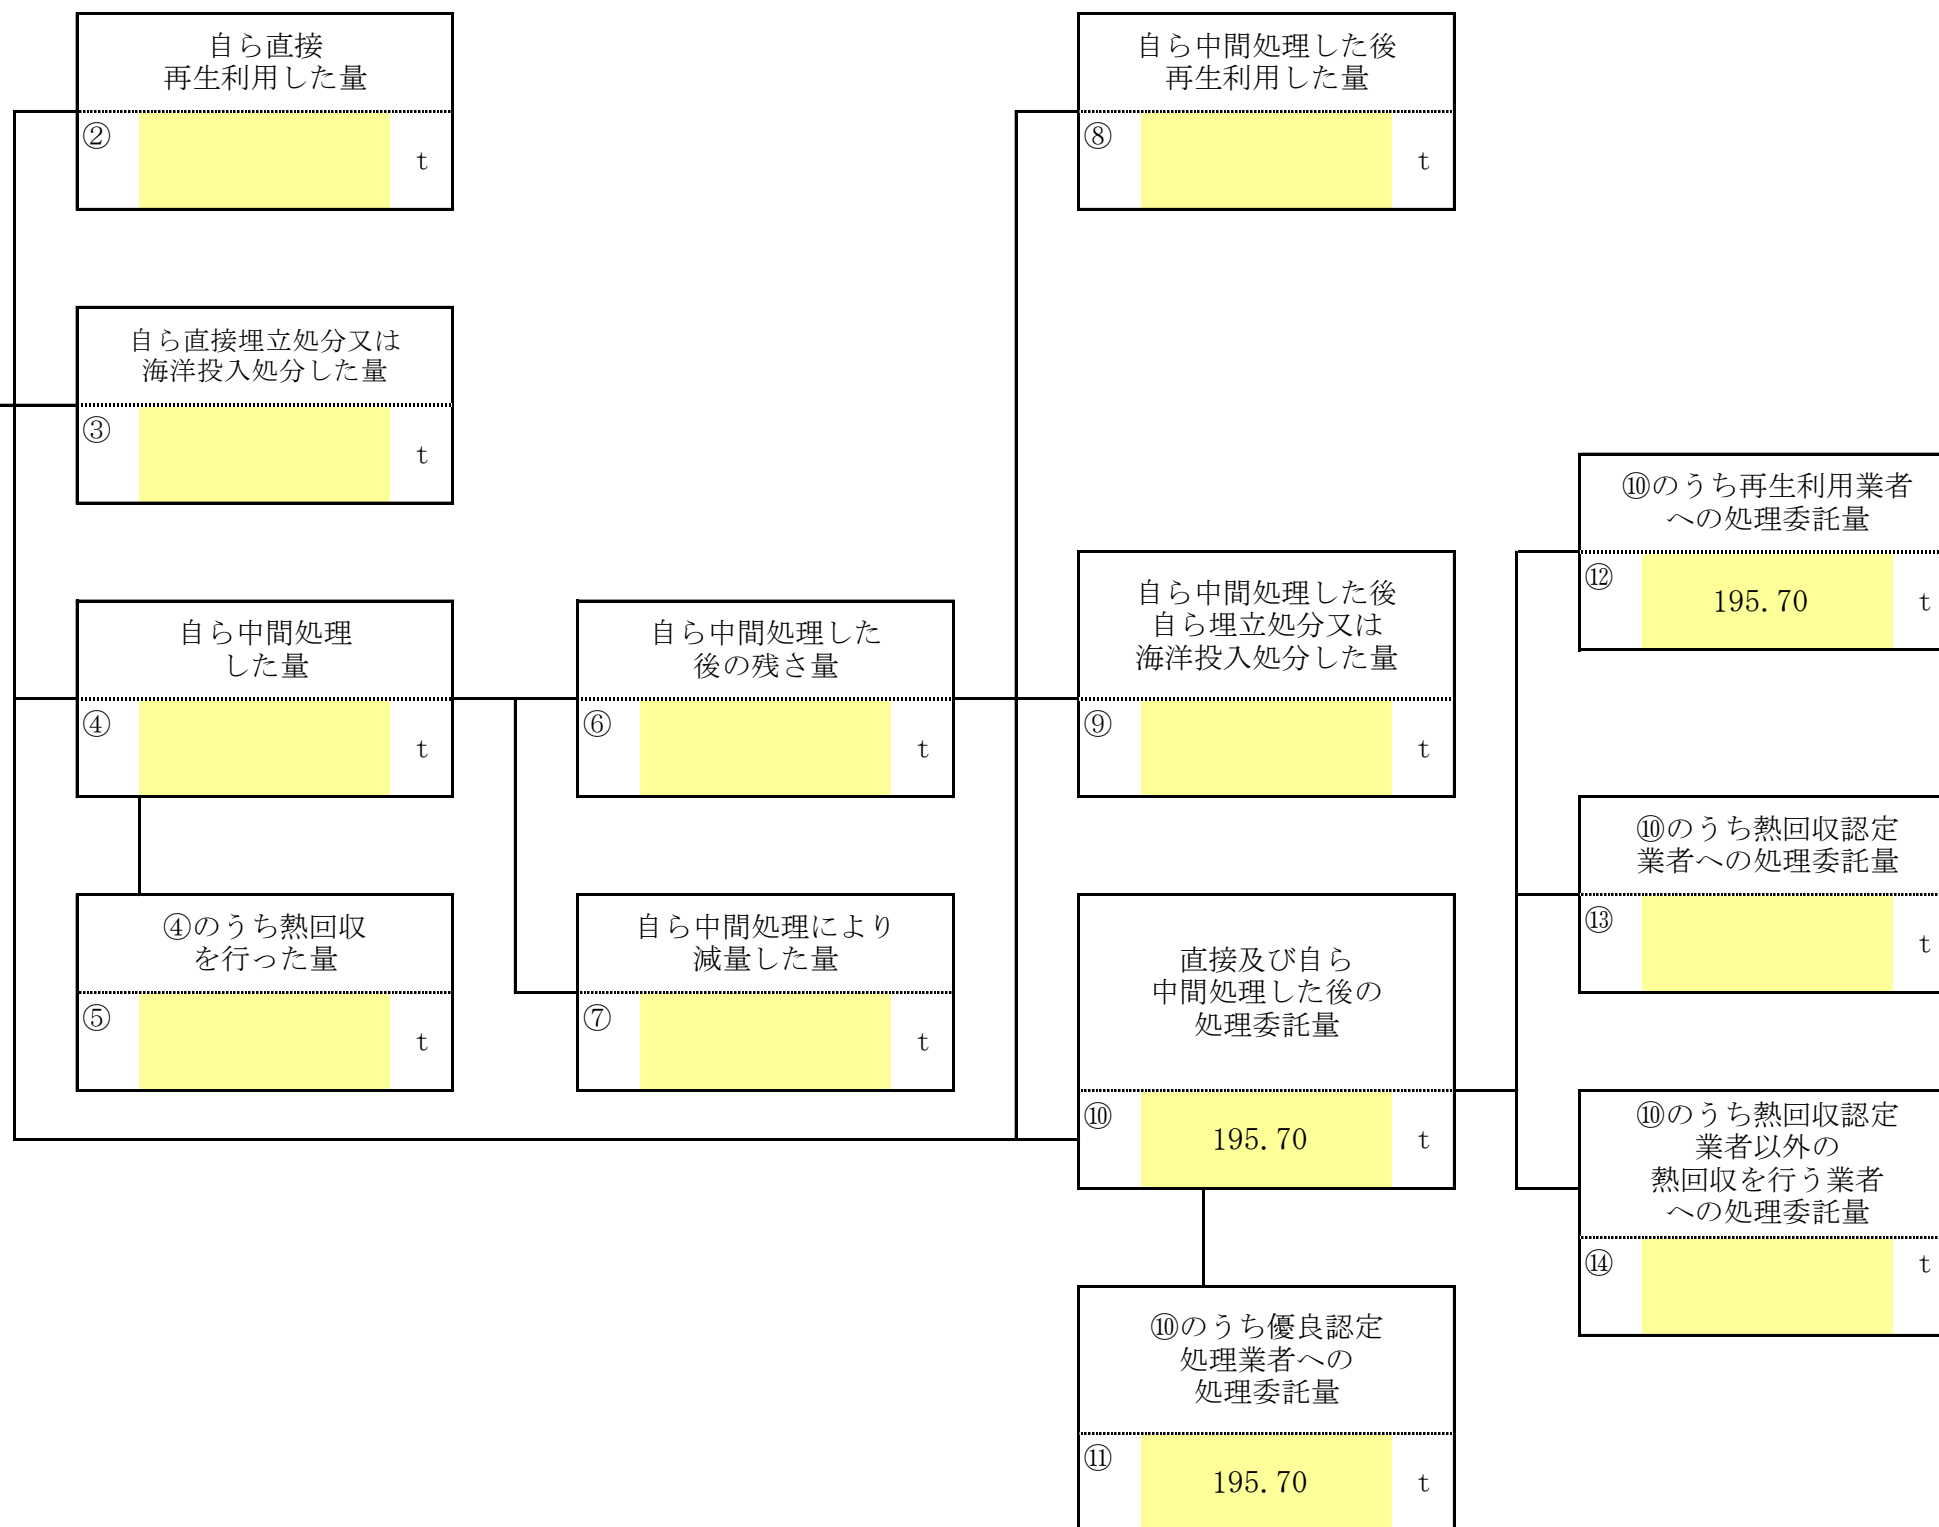 自ら直接
再生利用した量
②
t
自ら中間処理した後
再生利用した量
⑧
t
自ら直接埋立処分又は
海洋投入処分した量
③
t
⑩のうち再生利用業者
への処理委託量
⑫ 195.70 t
自ら中間処理
した量
④
t
自ら中間処理した
後の残さ量
⑥
t
自ら中間処理した後
自ら埋立処分又は
海洋投入処分した量
⑨
t
⑩のうち熱回収認定
業者への処理委託量
⑬
t
④のうち熱回収
を行った量
⑤
t
自ら中間処理により
減量した量
⑦
t
直接及び自ら
中間処理した後の
処理委託量
⑩ 195.70 t
⑩のうち熱回収認定
業者以外の
熱回収を行う業者
への処理委託量
⑭ t
⑩のうち優良認定
処理業者への
処理委託量
⑪ 195.70 t